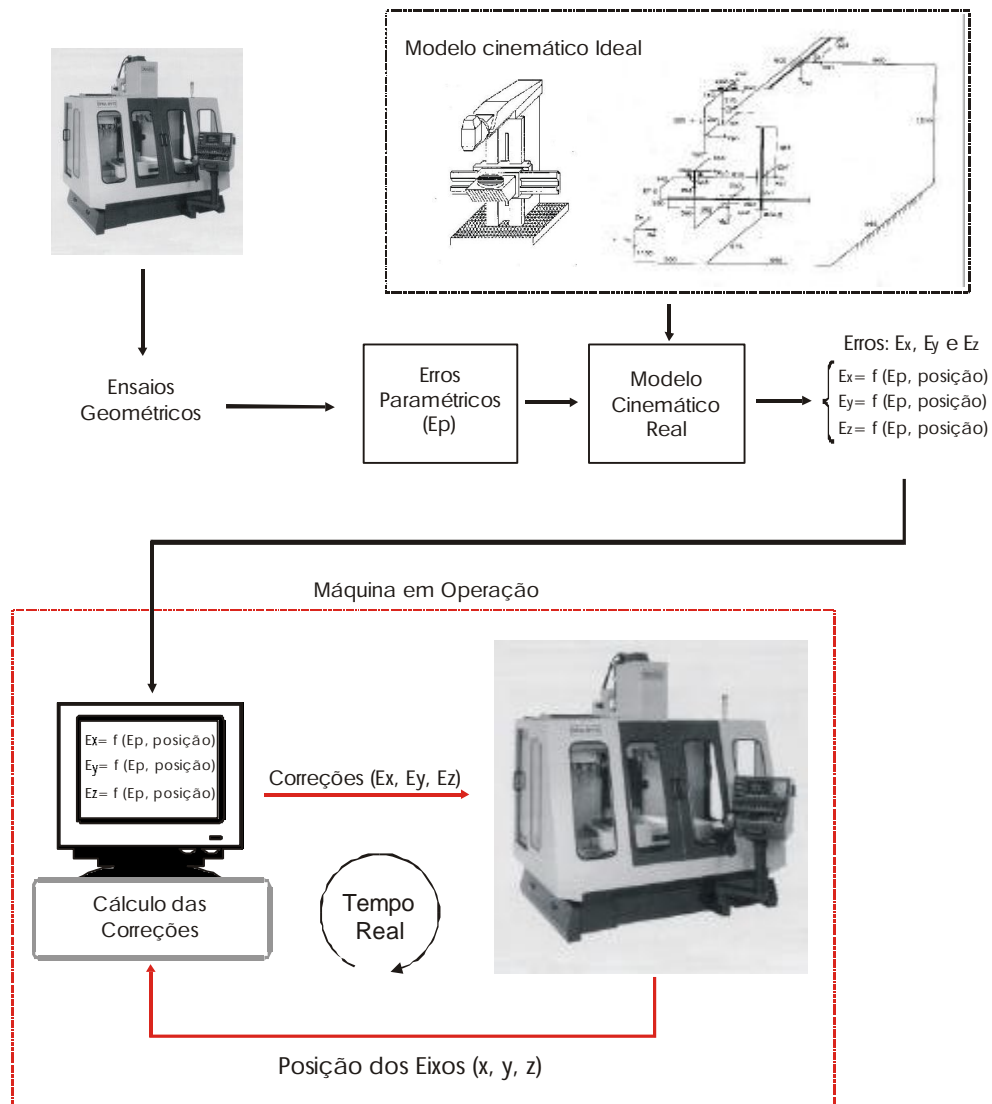 Modelo cinemático Ideal
Ensaios
Geométricos
Erros
Paramétricos
(Ep)
Modelo
Cinemático
Real
Erros: Ex, Ey e Ez
Ex= f (Ep, posição)
Ey= f (Ep, posição)
Ez= f (Ep, posição)
Máquina em Operação
Ex= f (Ep, posição)
Ey= f (Ep, posição)
Ez= f (Ep, posição)
Correções (Ex, Ey, Ez)
Cálculo das
Correções
Tempo
Real
Posição dos Eixos (x, y, z)